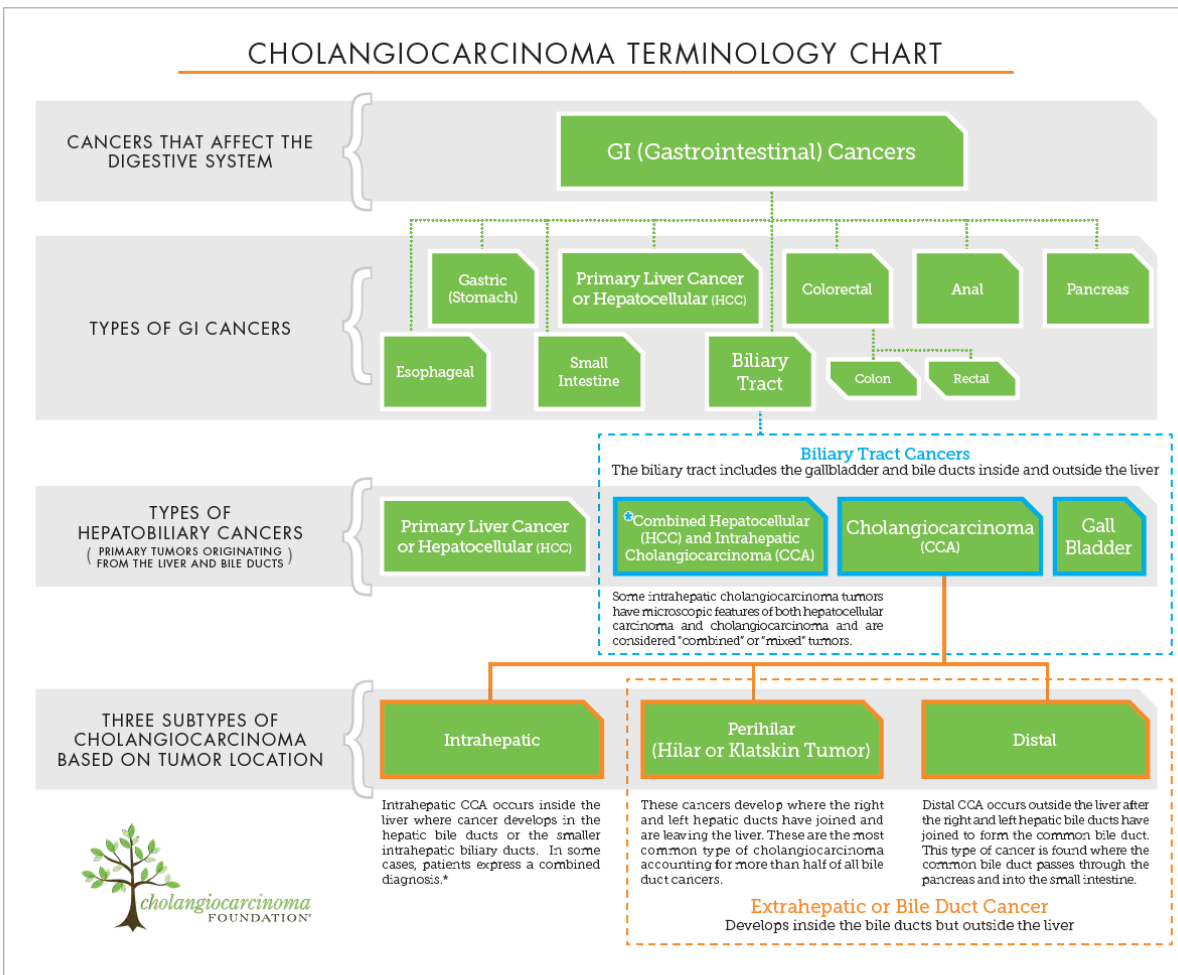 CHOLANGIOCARCINOMA TERMINOLOGY CHART
CANCERS THAT AFFECT THE
DIGESTIVE SYSTEM
GI (Gastrointestinal) Cancers
TYPES OF GI CANCERS
Gastric
(Stomach)
Primary Liver Cancer
or Hepatocellular (HCC)
Colorectal
Anal
Pancreas
Esophageal
Small
Intestine
Biliary
Tract
Colon
Rectal
Biliary Tract Cancers
The biliary tract includes the gallbladder and bile ducts inside and outside the liver
TYPES OF
HEPATOBILIARY CANCERS
( PRIMARY TUMORS ORIGINATING
FROM THE LIVER AND BILE DUCTS )
Primary Liver Cancer
or Hepatocellular (HCC)
*Combined Hepatocellular
(HCC) and Intrahepatic
Cholangiocarcinoma (CCA)
Cholangiocarcinoma
(CCA)
Gall
Bladder
Some intrahepatic cholangiocarcinoma tumors
have microscopic features of both hepatocellular
carcinoma and cholangiocarcinoma and are
considered “combined” or “mixed” tumors.
THREE SUBTYPES OF
CHOLANGIOCARCINOMA
BASED ON TUMOR LOCATION
Intrahepatic
Perihilar
(Hilar or Klatskin Tumor)
Distal
Intrahepatic CCA occurs inside the
liver where cancer develops in the
hepatic bile ducts or the smaller
intrahepatic biliary ducts. In some
cases, patients express a combined
diagnosis.*
These cancers develop where the right
and left hepatic ducts have joined and
are leaving the liver. These are the most
common type of cholangiocarcinoma
accounting for more than half of all bile
duct cancers.
Distal CCA occurs outside the liver after
the right and left hepatic bile ducts have
joined to form the common bile duct.
This type of cancer is found where the
common bile duct passes through the
pancreas and into the small intestine.
Extrahepatic or Bile Duct Cancer
Develops inside the bile ducts but outside the liver
cholangiocarcinoma
FOUNDATION®